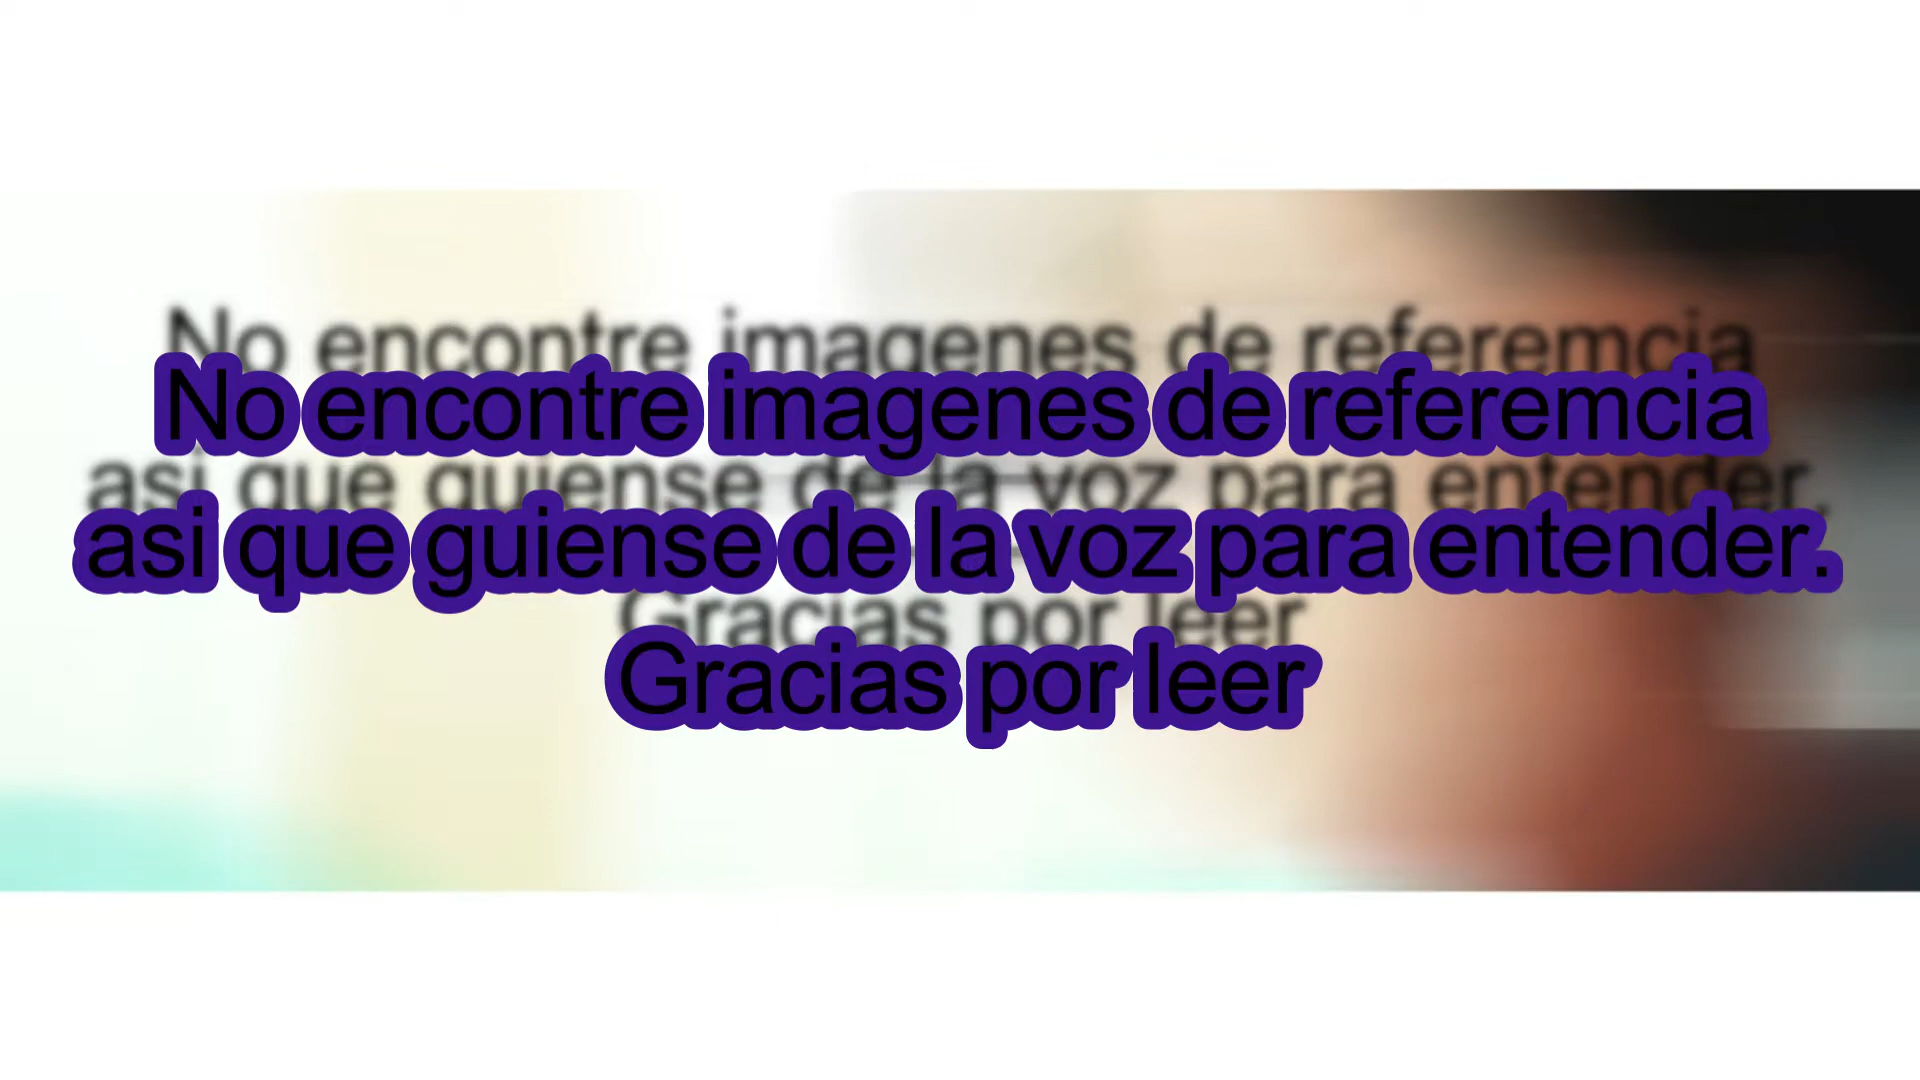 No encontre imagenes de referemcia
asi que guiense de la voz para entender.
Gracias por leer